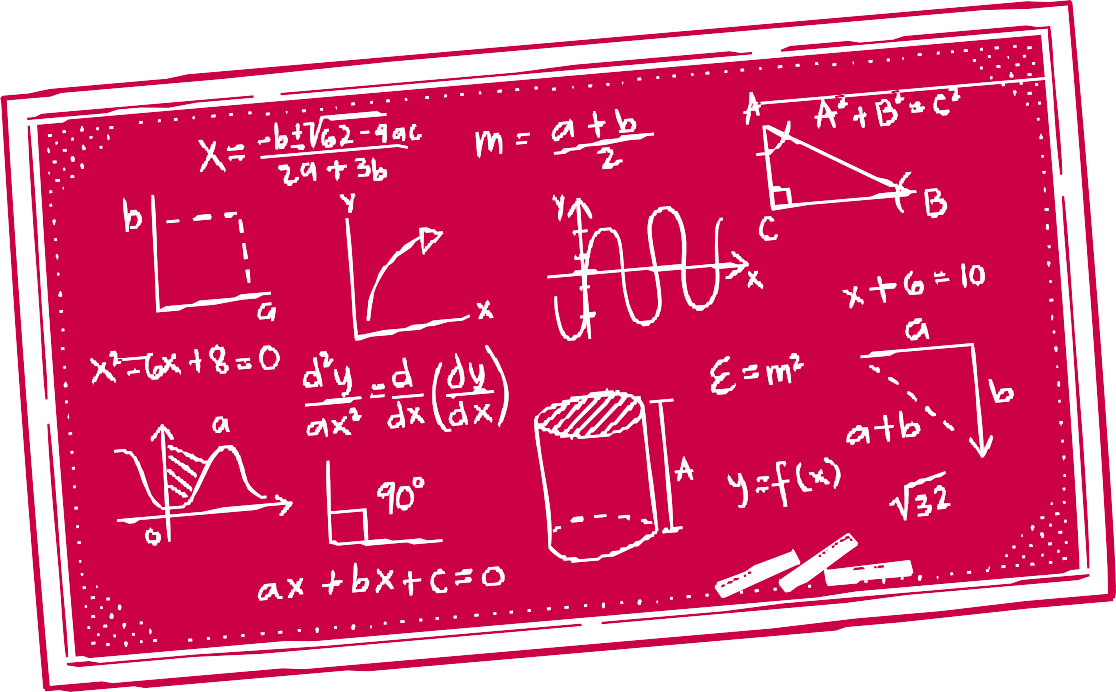 x = -b±√62-4ac / 2a + 3b
m = a + b / 2
A
A² + B² = C²
B
C
b
a
Y
x
y
x
x + 6 = 10
x² - 6x + 8 = 0
d²y / ax² = d / dx (dy / dx)
ε = m²
a
b
a+b
a
o
90°
A
y = f(x)
√32
ax + bx + c = 0